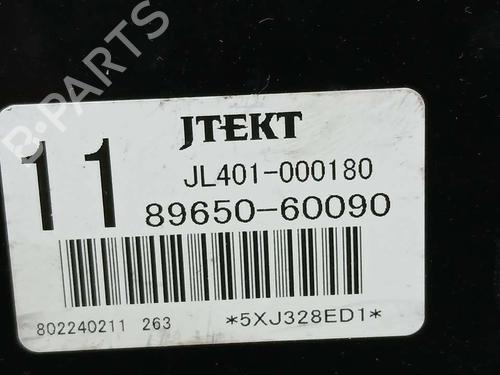 B-PARTS
JTEKT
11
JL401-000180
89650-60090
802240211 263
*5XJ328ED1*